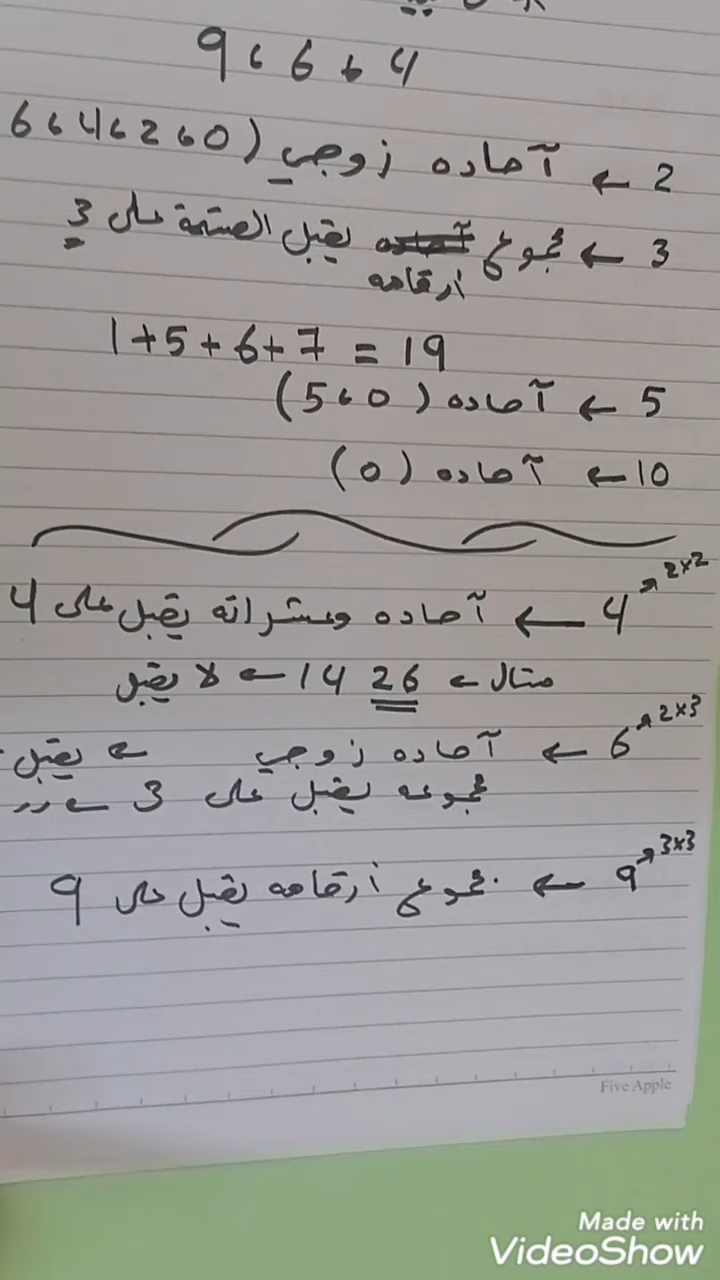 4 ، 6 ، 9
2 ← آحاده زوجي (0 ، 2 ، 4 ، 6
3 ← مجموع أرقامه يقبل القسمة على 3
1+5+6+7 = 19
5 ← آحاده (0 ، 5)
10 ← آحاده (0)
4 ↗ 2×2 ← آحاده وعشراته يقبل على 4
مثال ← 14 26 ← لا يقبل
6 ↗ 2×3 ← آحاده زوجي ← يقبل
مجموعه يقبل على 3 ←
9 ↗ 3×3 ← مجموع أرقامه يقبل على 9
Five Apple
Made with
VideoShow